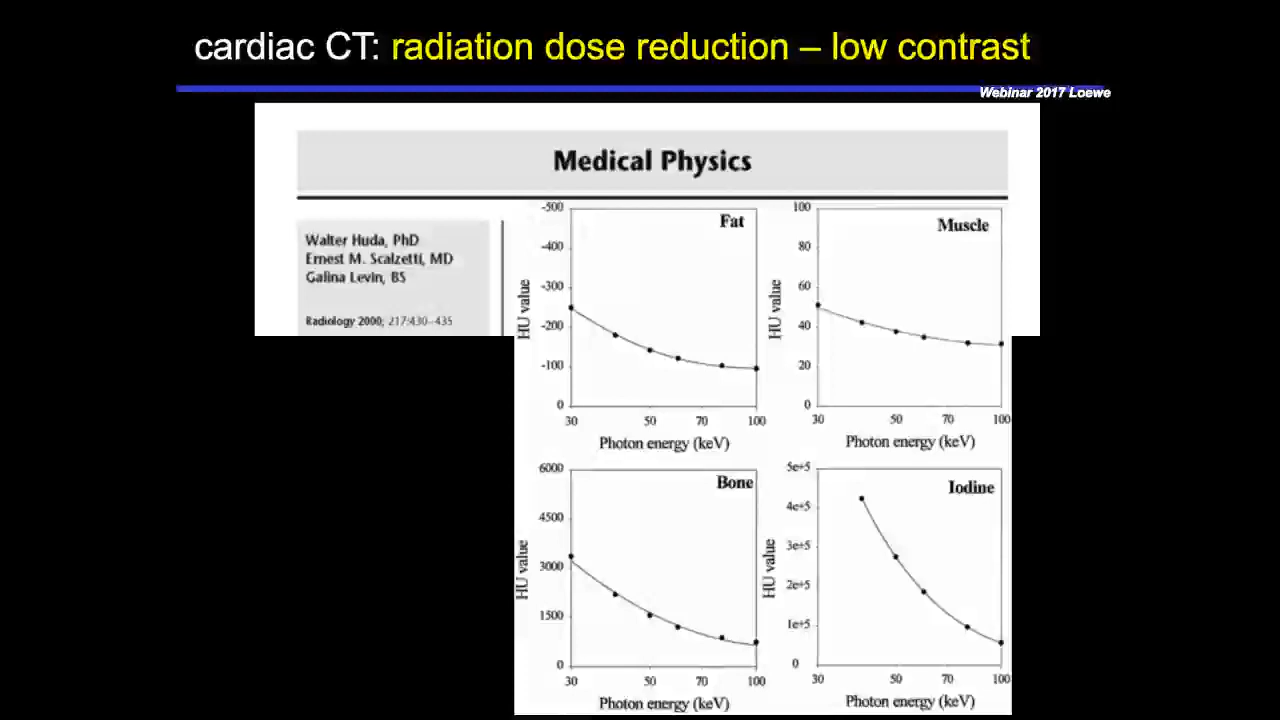 cardiac CT: radiation dose reduction – low contrast
Webinar 2017 Loewe
Medical Physics
Walter Huda, PhD
Ernest M. Scalzetti, MD
Galina Levin, BS
Radiology 2000; 217:430–435
Fat
HU value
-500
-400
-300
-200
-100
0
30 50 70 100
Photon energy (keV)
Muscle
HU value
100
80
60
40
20
0
30 50 70 100
Photon energy (keV)
Bone
HU value
6000
4500
3000
1500
0
30 50 70 100
Photon energy (keV)
Iodine
HU value
5e+5
4e+5
3e+5
2e+5
1e+5
0
30 50 70 100
Photon energy (keV)